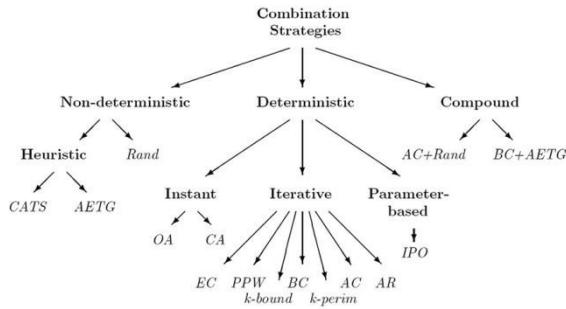 Combination
Strategies
Non-deterministic
Deterministic
Compound
Heuristic
Rand
AC+Rand
BC+AETG
Instant
Iterative
Parameter-
based
CATS
AETG
OA
CA
IPO
EC
PPW
BC
AC
AR
k-bound
k-perim